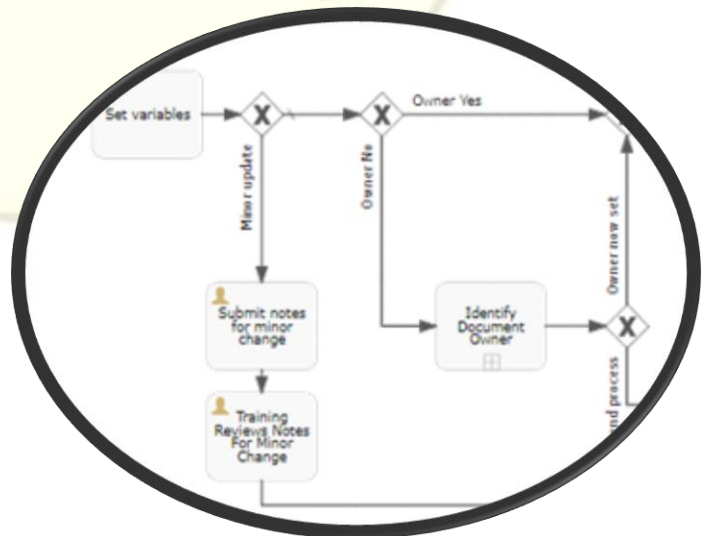 Set variables
Owner Yes
Minor update
Owner No
Owner now set
Submit notes
for minor
change
Identify
Document
Owner
Training
Reviews Notes
For Minor
Change
process